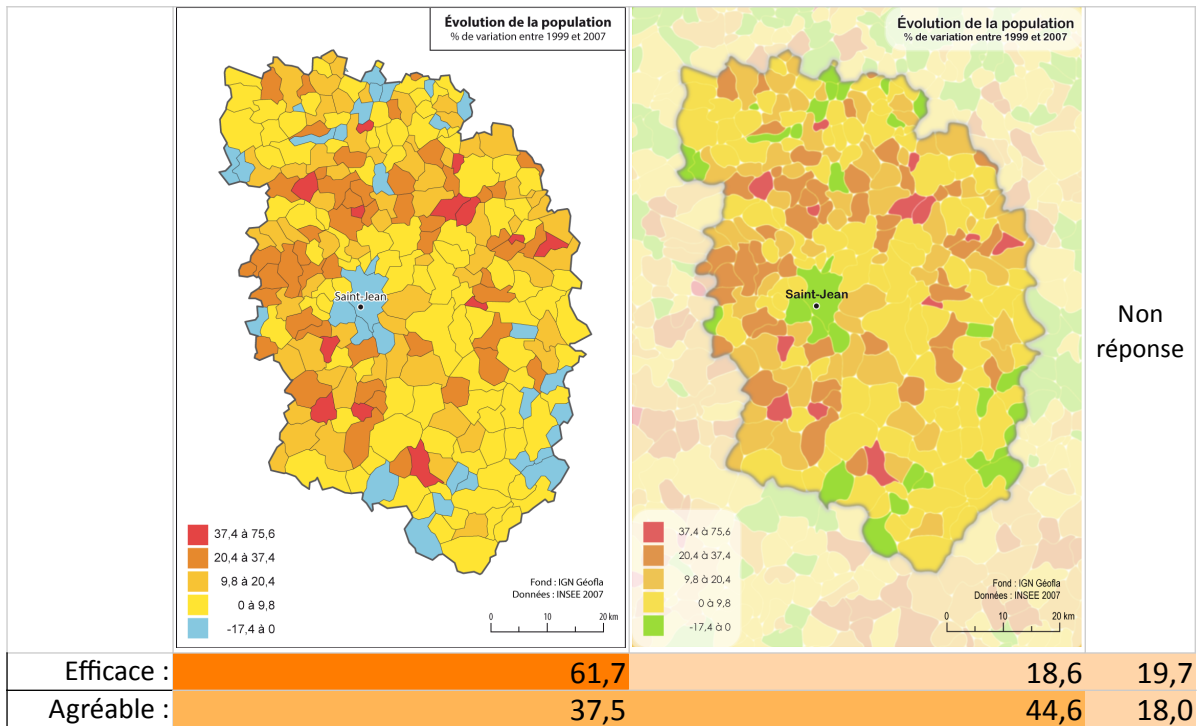 Évolution de la population
% de variation entre 1999 et 2007
Saint-Jean
37,4 à 75,6
20,4 à 37,4
9,8 à 20,4
0 à 9,8
-17,4 à 0
Fond : IGN Géofla
Données : INSEE 2007
0 10 20 km
Évolution de la population
% de variation entre 1999 et 2007
Saint-Jean
37,4 à 75,6
20,4 à 37,4
9,8 à 20,4
0 à 9,8
-17,4 à 0
Fond : IGN Géofla
Données : INSEE 2007
0 10 20 km
Non
réponse
Efficace : 61,7 18,6 19,7
Agréable : 37,5 44,6 18,0